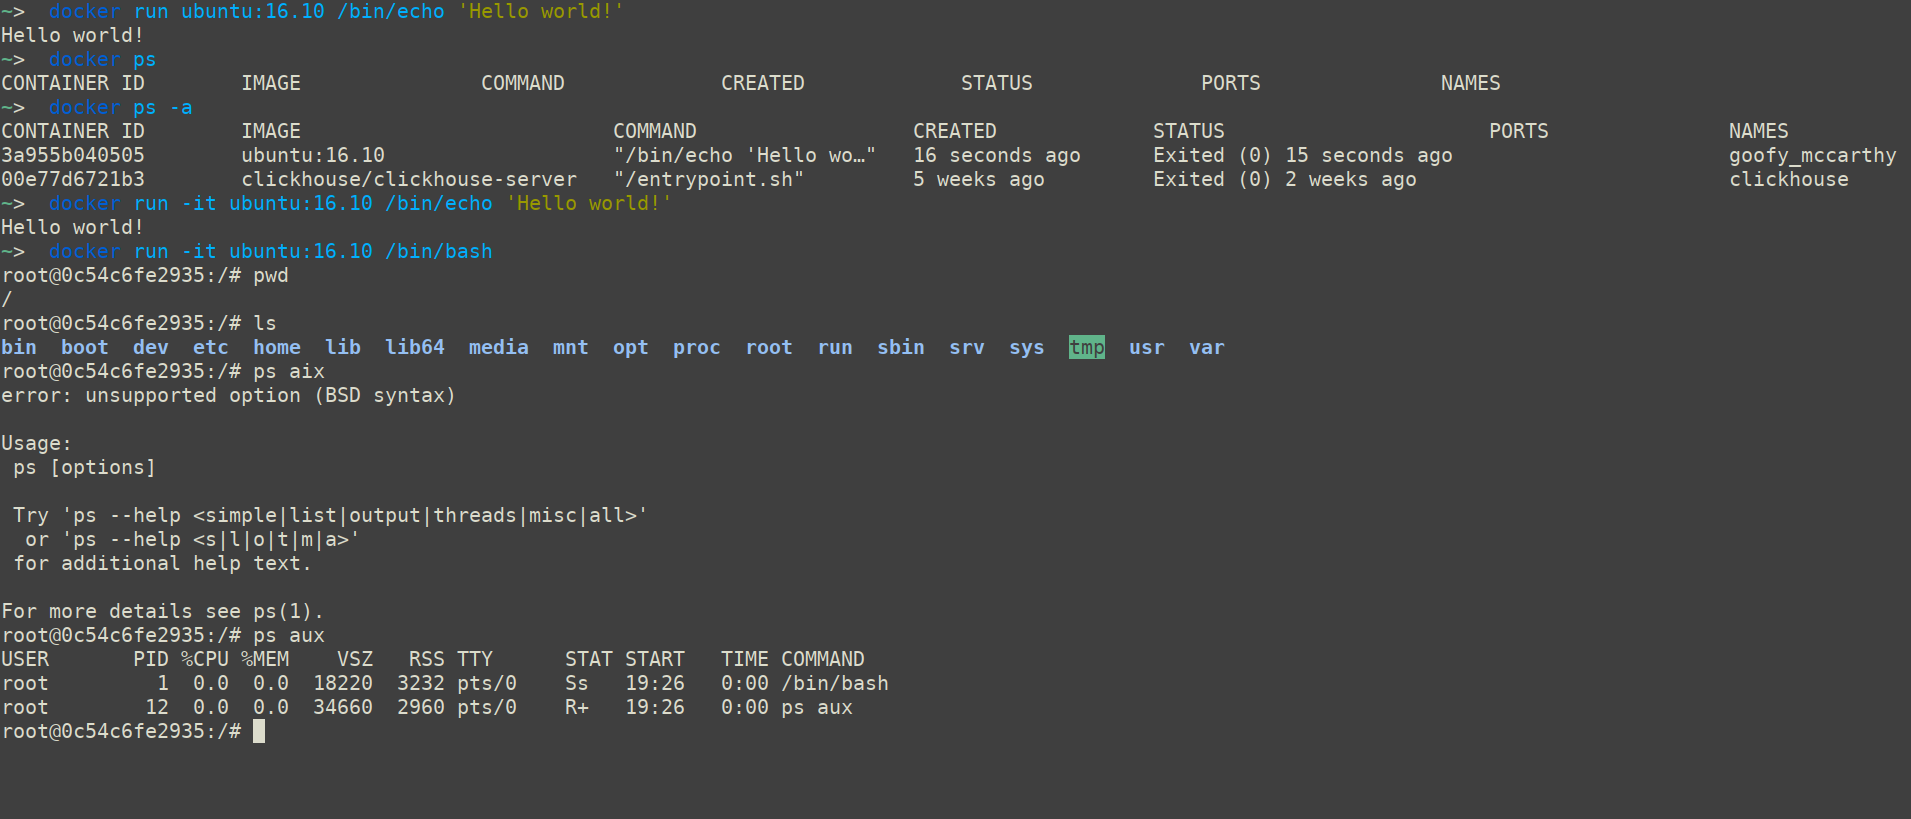 ~>  docker run ubuntu:16.10 /bin/echo 'Hello world!'
Hello world!
~>  docker ps
CONTAINER ID        IMAGE               COMMAND             CREATED             STATUS              PORTS               NAMES
~>  docker ps -a
CONTAINER ID        IMAGE                          COMMAND                  CREATED             STATUS                      PORTS               NAMES
3a955b040505        ubuntu:16.10                   "/bin/echo 'Hello wo…"   16 seconds ago      Exited (0) 15 seconds ago                       goofy_mccarthy
00e77d6721b3        clickhouse/clickhouse-server   "/entrypoint.sh"         5 weeks ago         Exited (0) 2 weeks ago                          clickhouse
~>  docker run -it ubuntu:16.10 /bin/echo 'Hello world!'
Hello world!
~>  docker run -it ubuntu:16.10 /bin/bash
root@0c54c6fe2935:/# pwd
/
root@0c54c6fe2935:/# ls
bin  boot  dev  etc  home  lib  lib64  media  mnt  opt  proc  root  run  sbin  srv  sys  tmp  usr  var
root@0c54c6fe2935:/# ps aix
error: unsupported option (BSD syntax)

Usage:
 ps [options]

 Try 'ps --help <simple|list|output|threads|misc|all>'
  or 'ps --help <s|l|o|t|m|a>'
 for additional help text.

For more details see ps(1).
root@0c54c6fe2935:/# ps aux
USER       PID %CPU %MEM    VSZ   RSS TTY      STAT START   TIME COMMAND
root         1  0.0  0.0  18220  3232 pts/0    Ss   19:26   0:00 /bin/bash
root        12  0.0  0.0  34660  2960 pts/0    R+   19:26   0:00 ps aux
root@0c54c6fe2935:/#